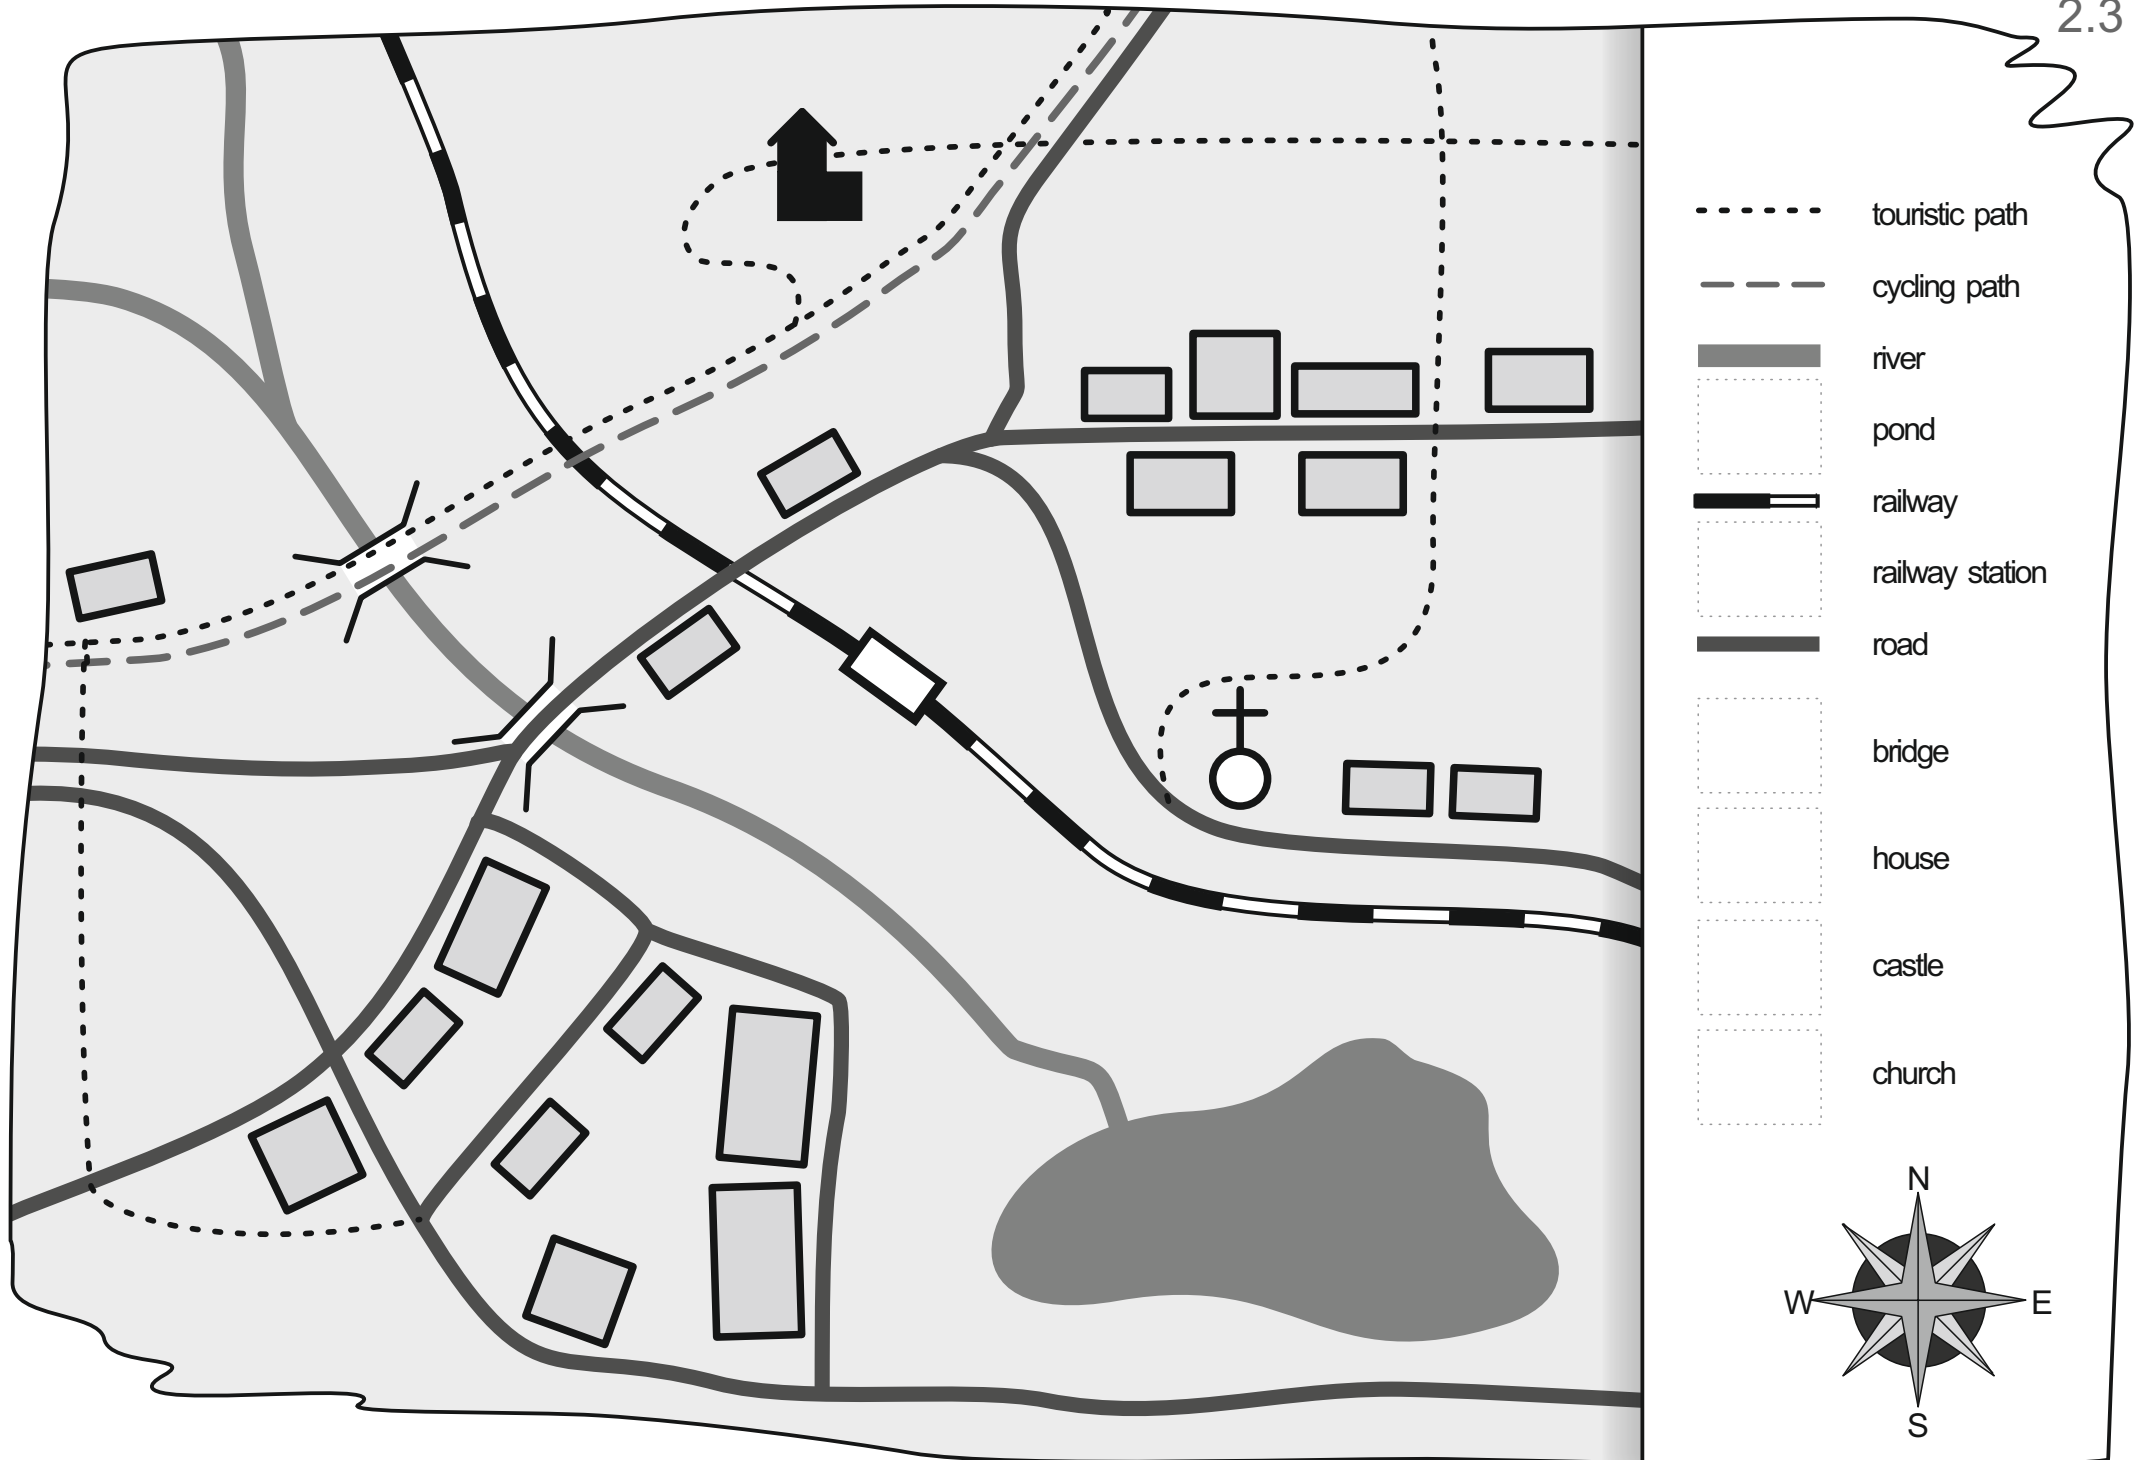 2.3
touristic path
cycling path
river
pond
railway
railway station
road
bridge
house
castle
church
N
W E
S